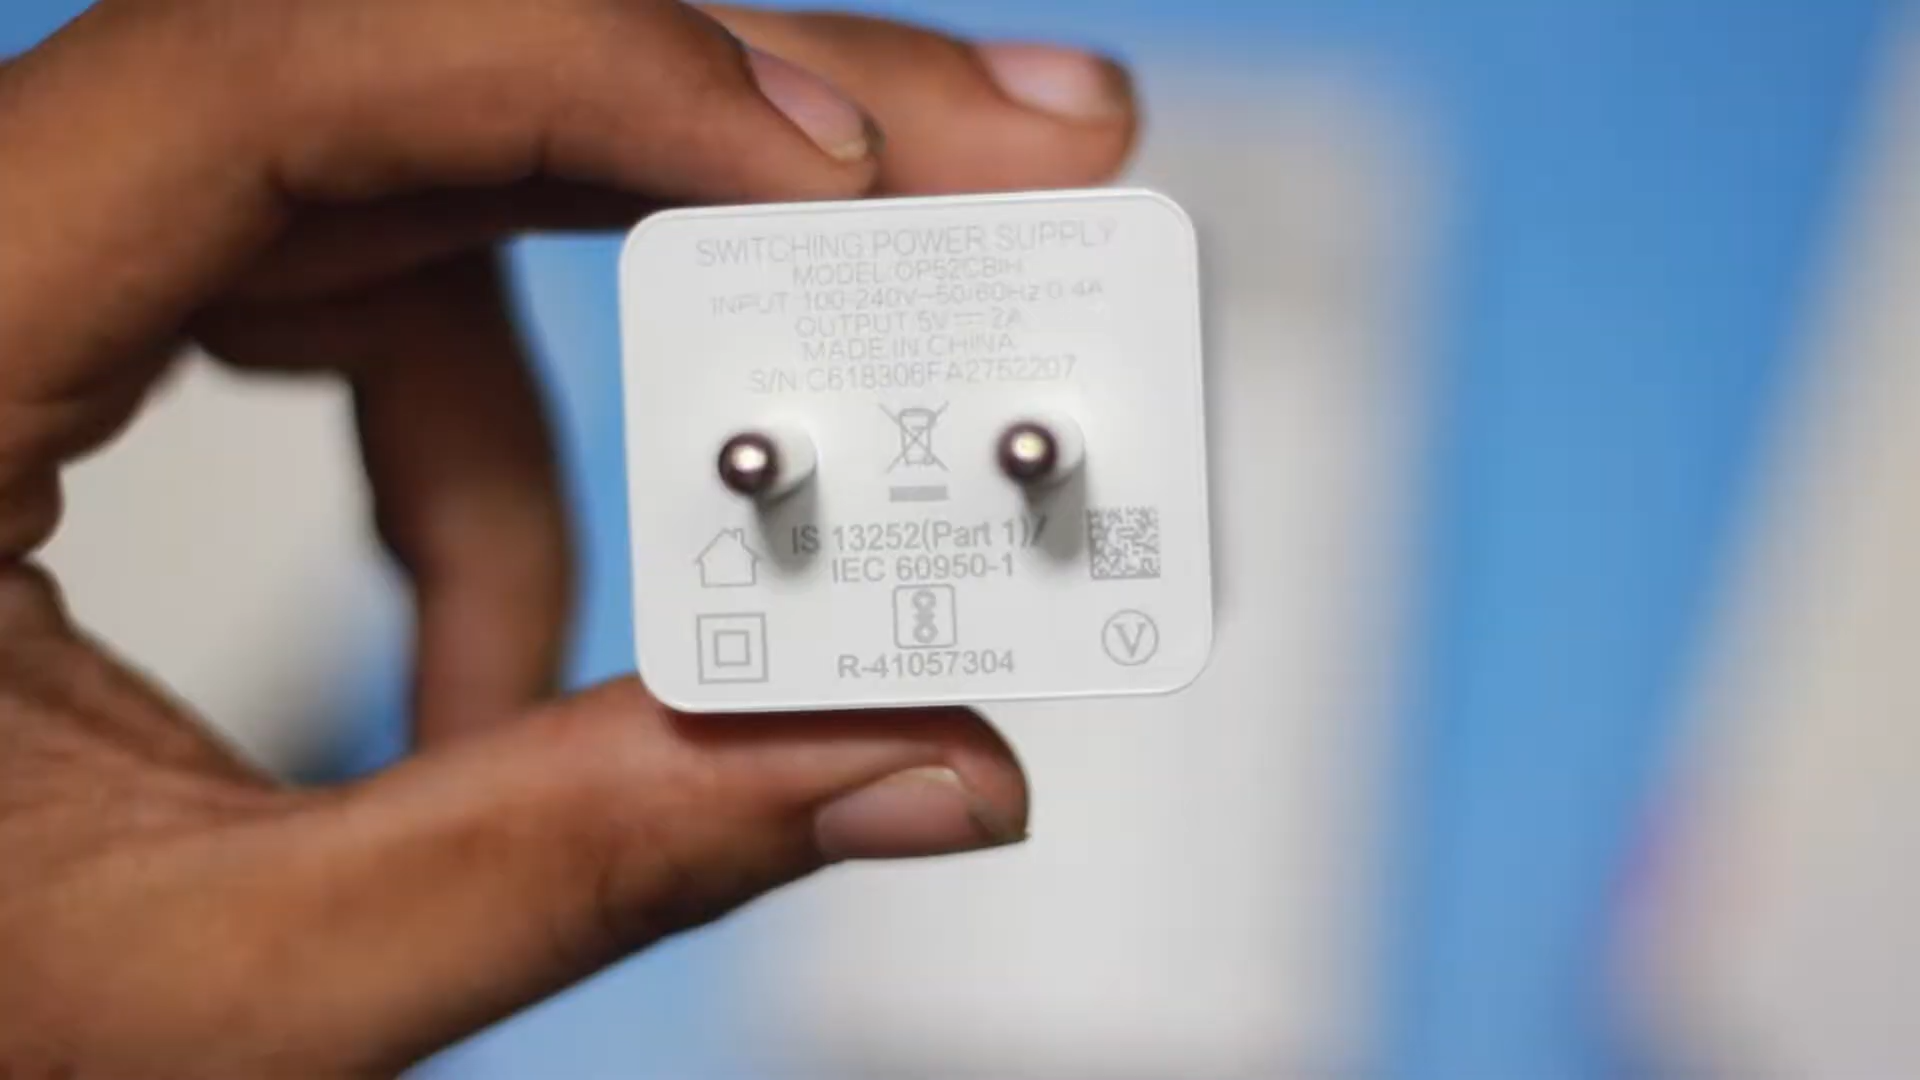 SWITCHING POWER SUPPLY
MODEL:OP52CBIH
INPUT:100-240V~50/60Hz 0.4A
OUTPUT:5V⎓2A
MADE IN CHINA
S/N:C618306FA2752207
IS 13252(Part 1)/
IEC 60950-1
R-41057304
V